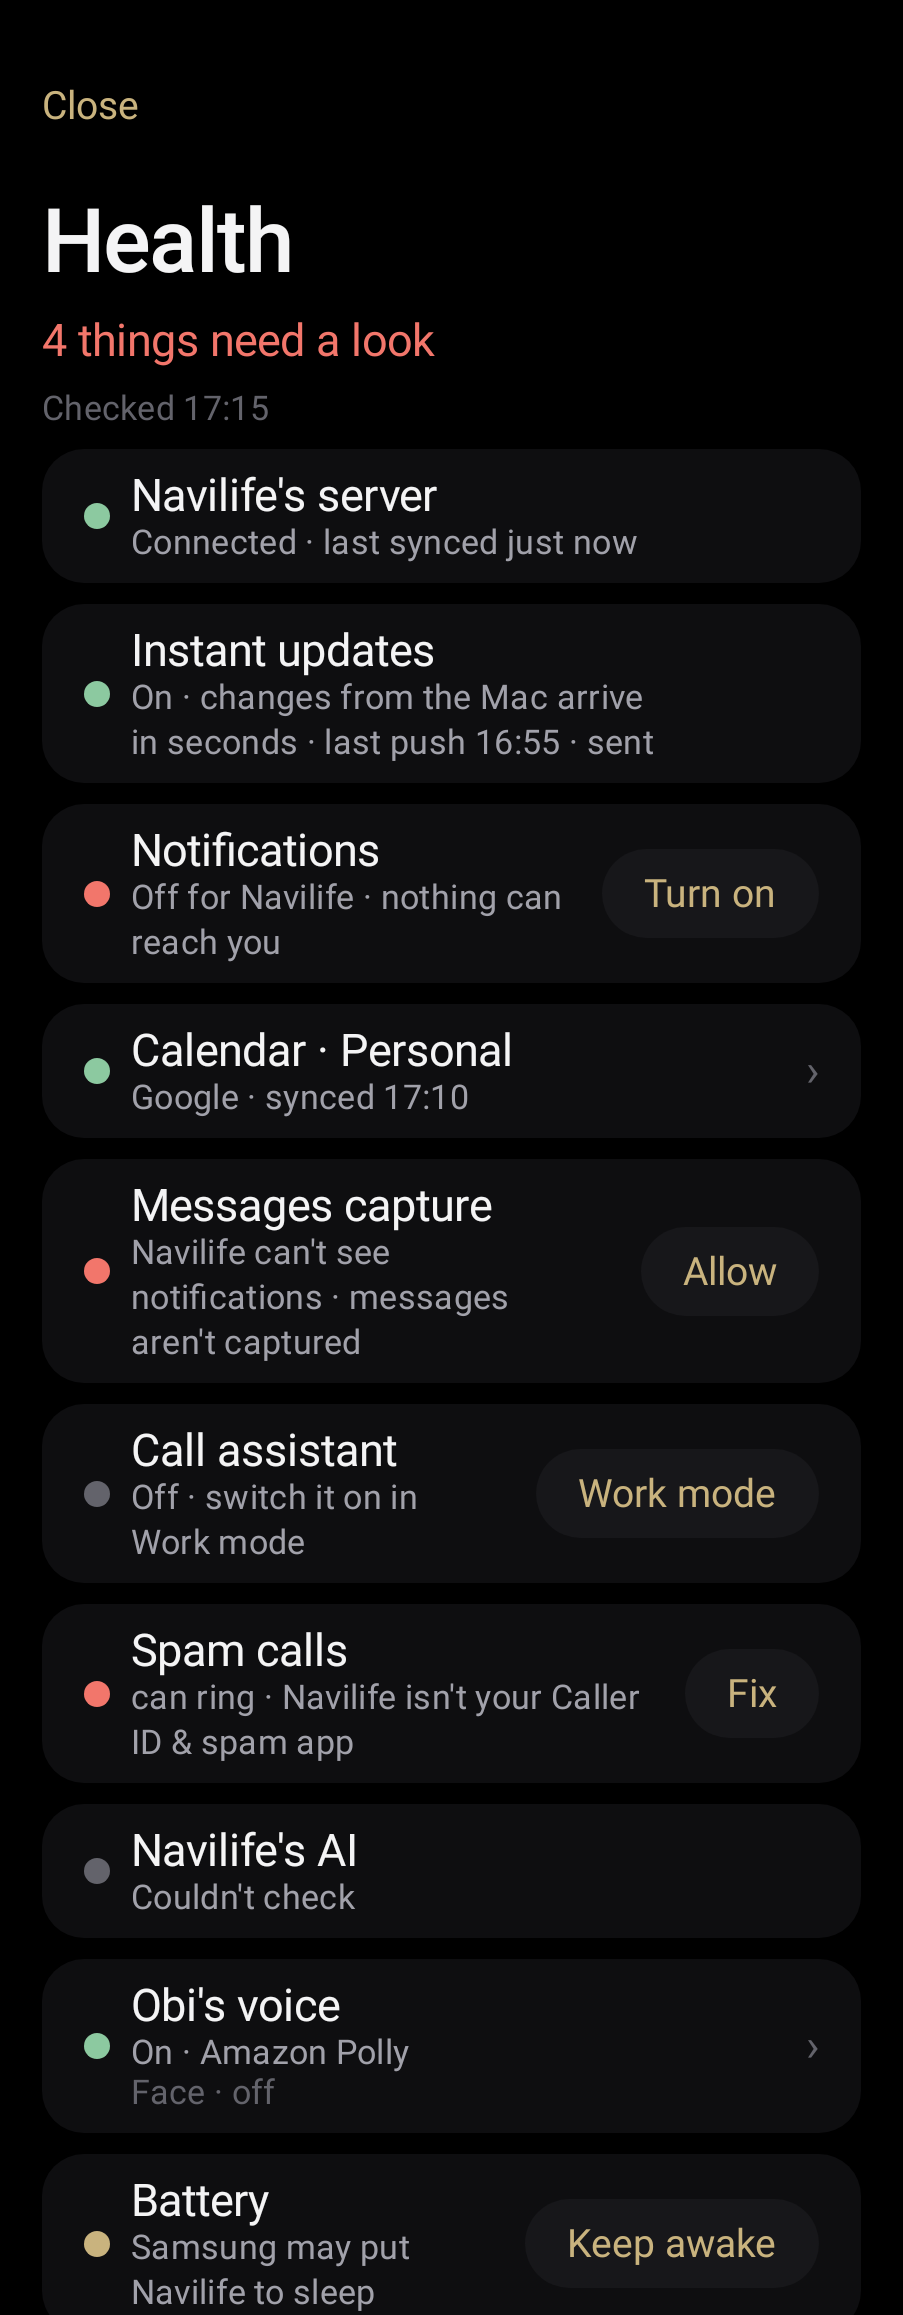 Close
Health
4 things need a look
Checked 17:15
Navilife's server
Connected · last synced just now
Instant updates
On · changes from the Mac arrive
in seconds · last push 16:55 · sent
Notifications
Off for Navilife · nothing can
reach you
Turn on
Calendar · Personal
Google · synced 17:10
›
Messages capture
Navilife can't see
notifications · messages
aren't captured
Allow
Call assistant
Off · switch it on in
Work mode
Work mode
Spam calls
can ring · Navilife isn't your Caller
ID & spam app
Fix
Navilife's AI
Couldn't check
Obi's voice
On · Amazon Polly
Face · off
›
Battery
Samsung may put
Navilife to sleep
Keep awake